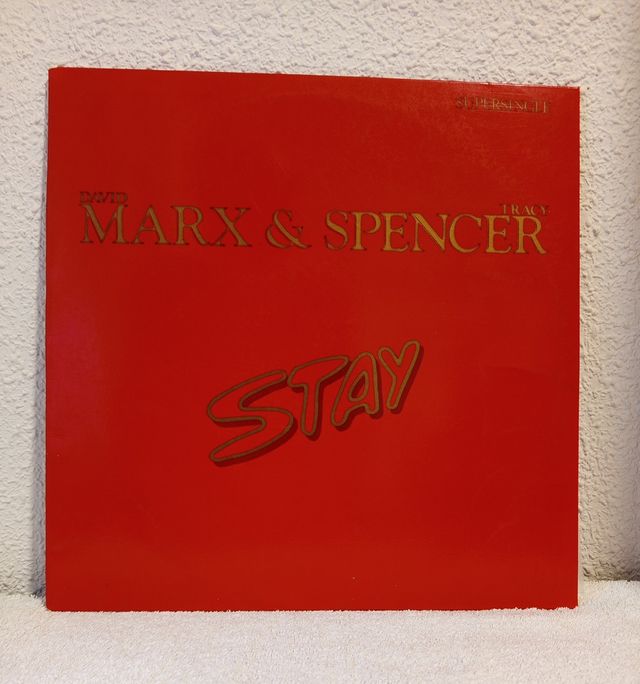 SUPERSINGLE
DAVID TRACY
MARX & SPENCER
STAY